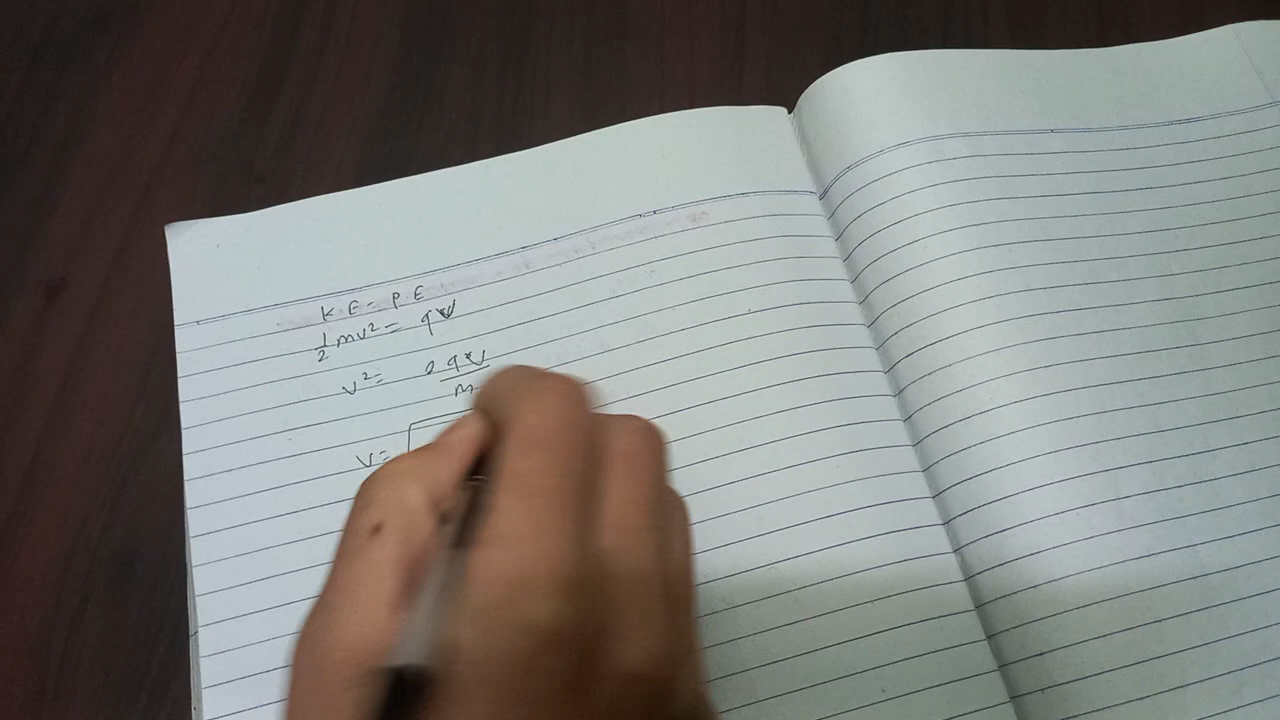 K E = P E
1/2 mv² = qV
v² = 2qV/m
v = √